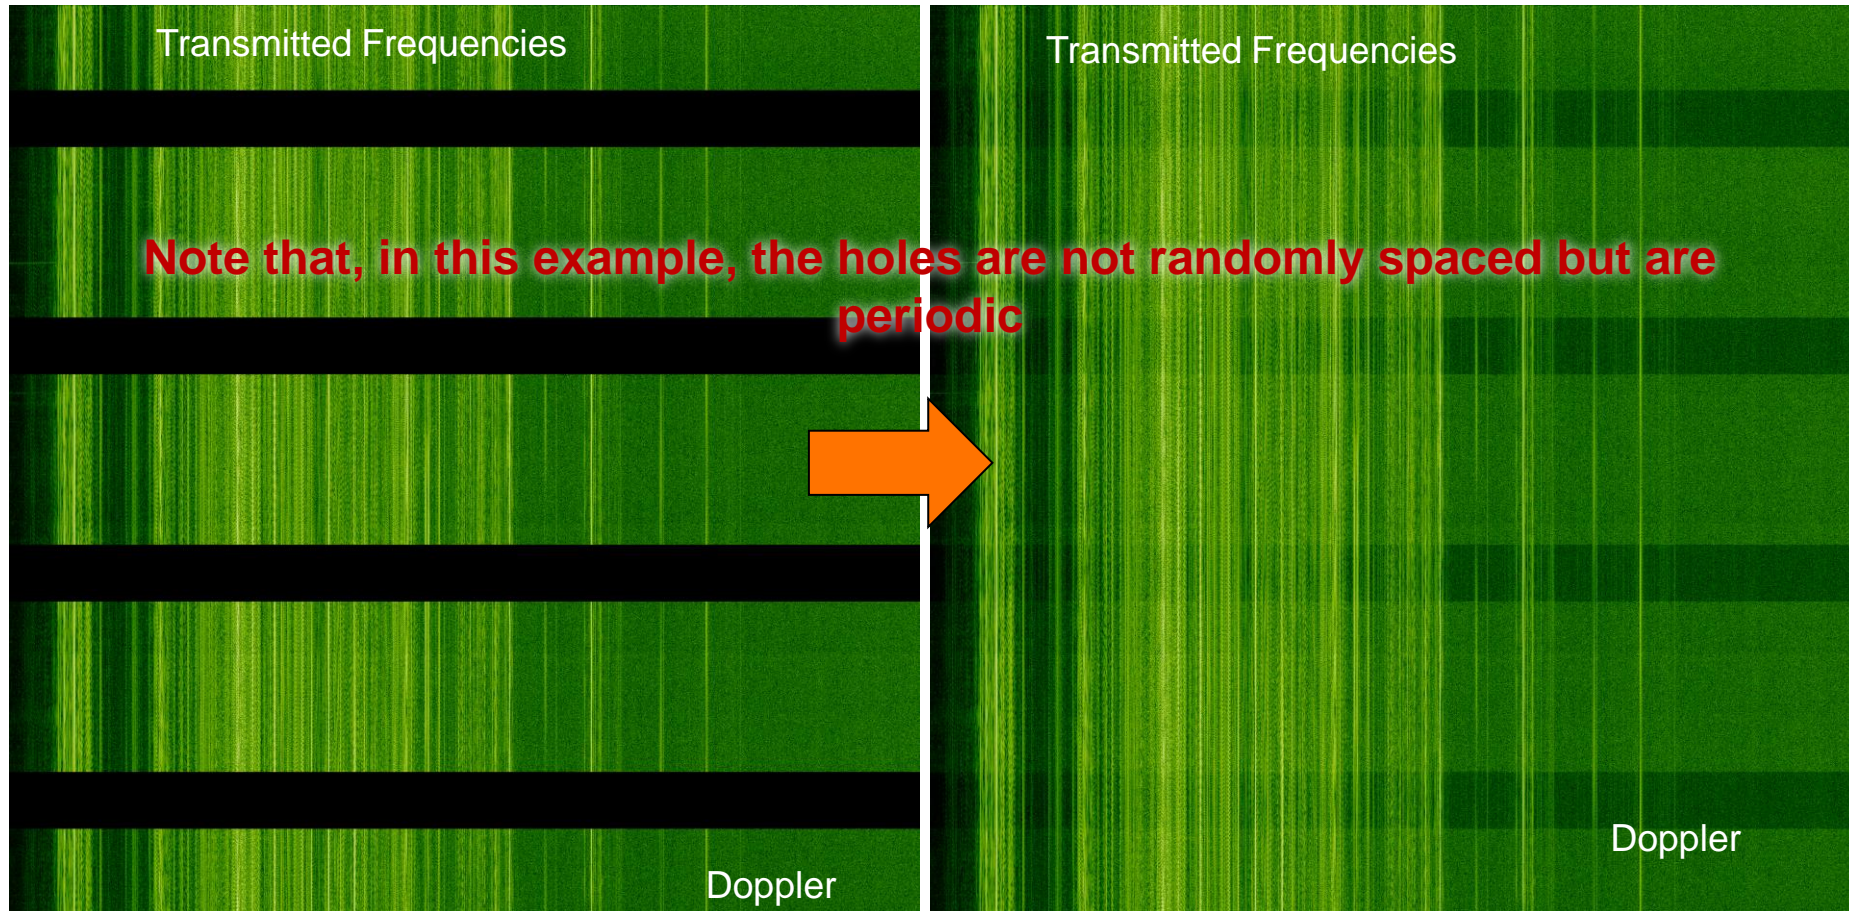 Transmitted Frequencies
Transmitted Frequencies
Note that, in this example, the holes are not randomly spaced but are
periodic
Doppler
Doppler